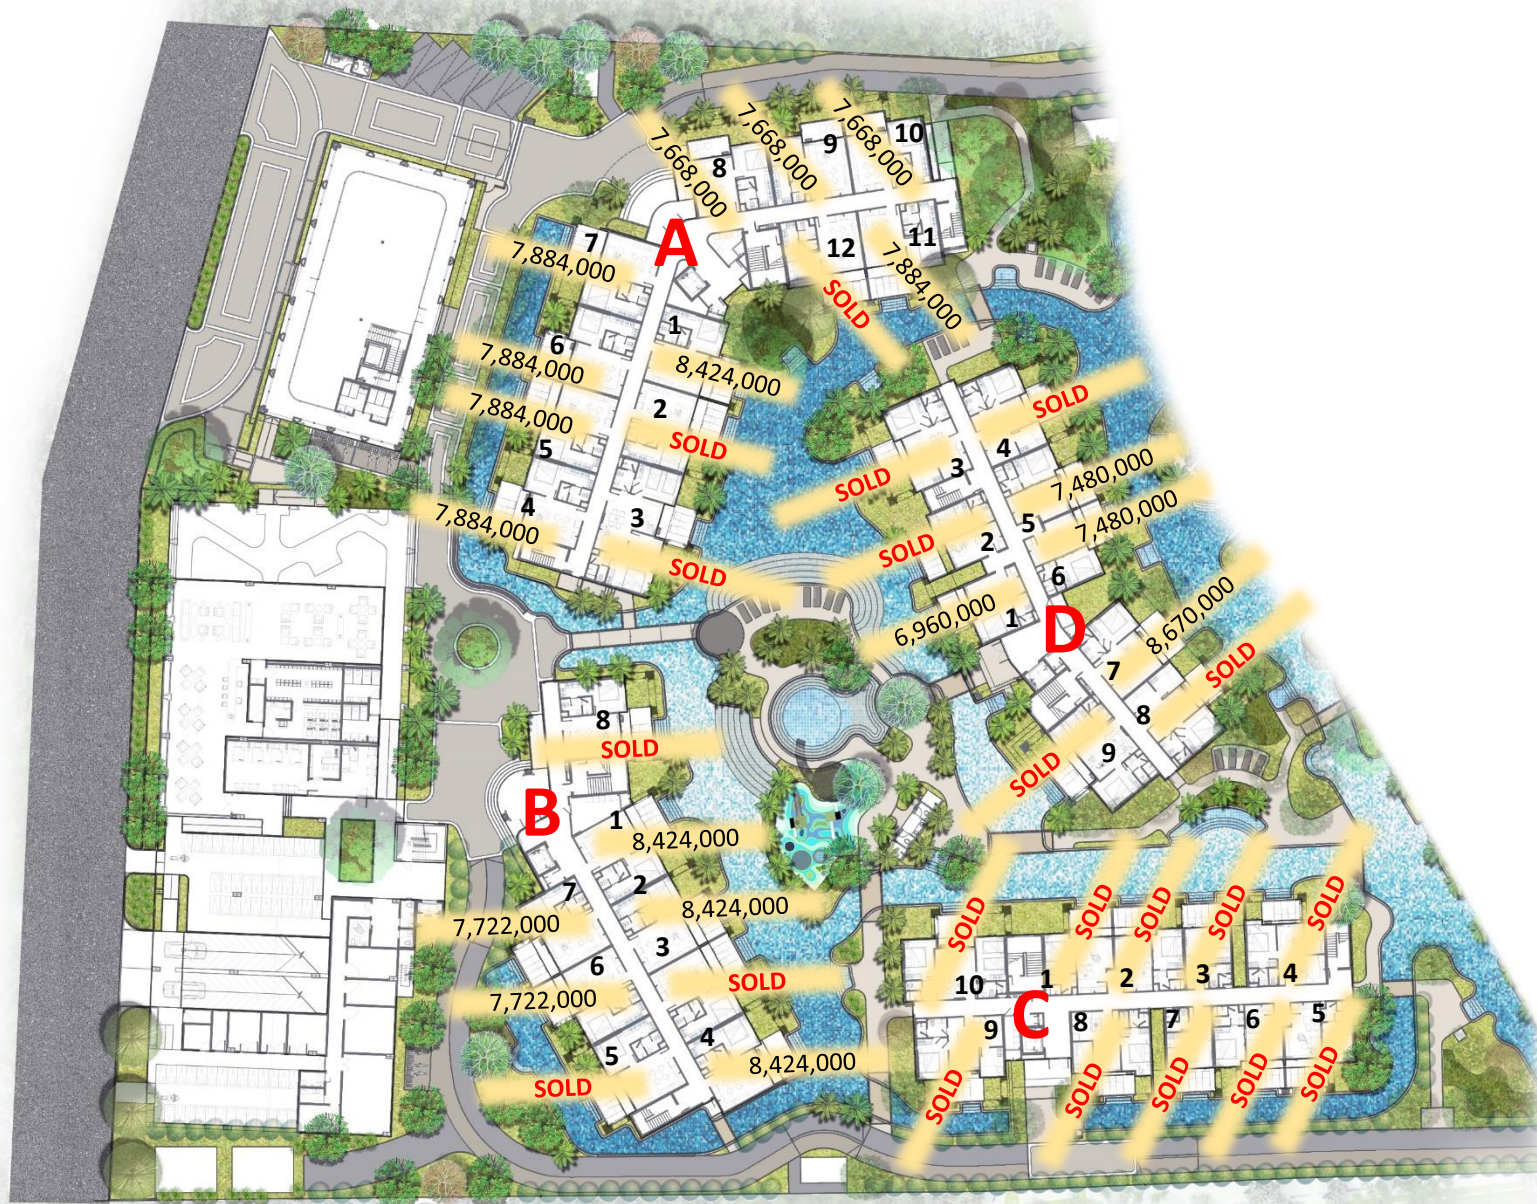 10
7,668,000
7,668,000
7,668,000
9
8
A
7
7,884,000
12
11
7,884,000
SOLD
1
6
7,884,000
8,424,000
2
7,884,000
SOLD
5
4
7,884,000
3
SOLD
SOLD
4
3
SOLD
7,480,000
5
7,480,000
2
SOLD
6
1
6,960,000
D
8,670,000
7
SOLD
8
9
SOLD
8
SOLD
B
1
8,424,000
2
7
8,424,000
7,722,000
3
6
SOLD
7,722,000
4
5
8,424,000
SOLD
SOLD
SOLD
SOLD
SOLD
SOLD
10
1
2
3
4
C
9
8
7
6
5
SOLD
SOLD
SOLD
SOLD
SOLD